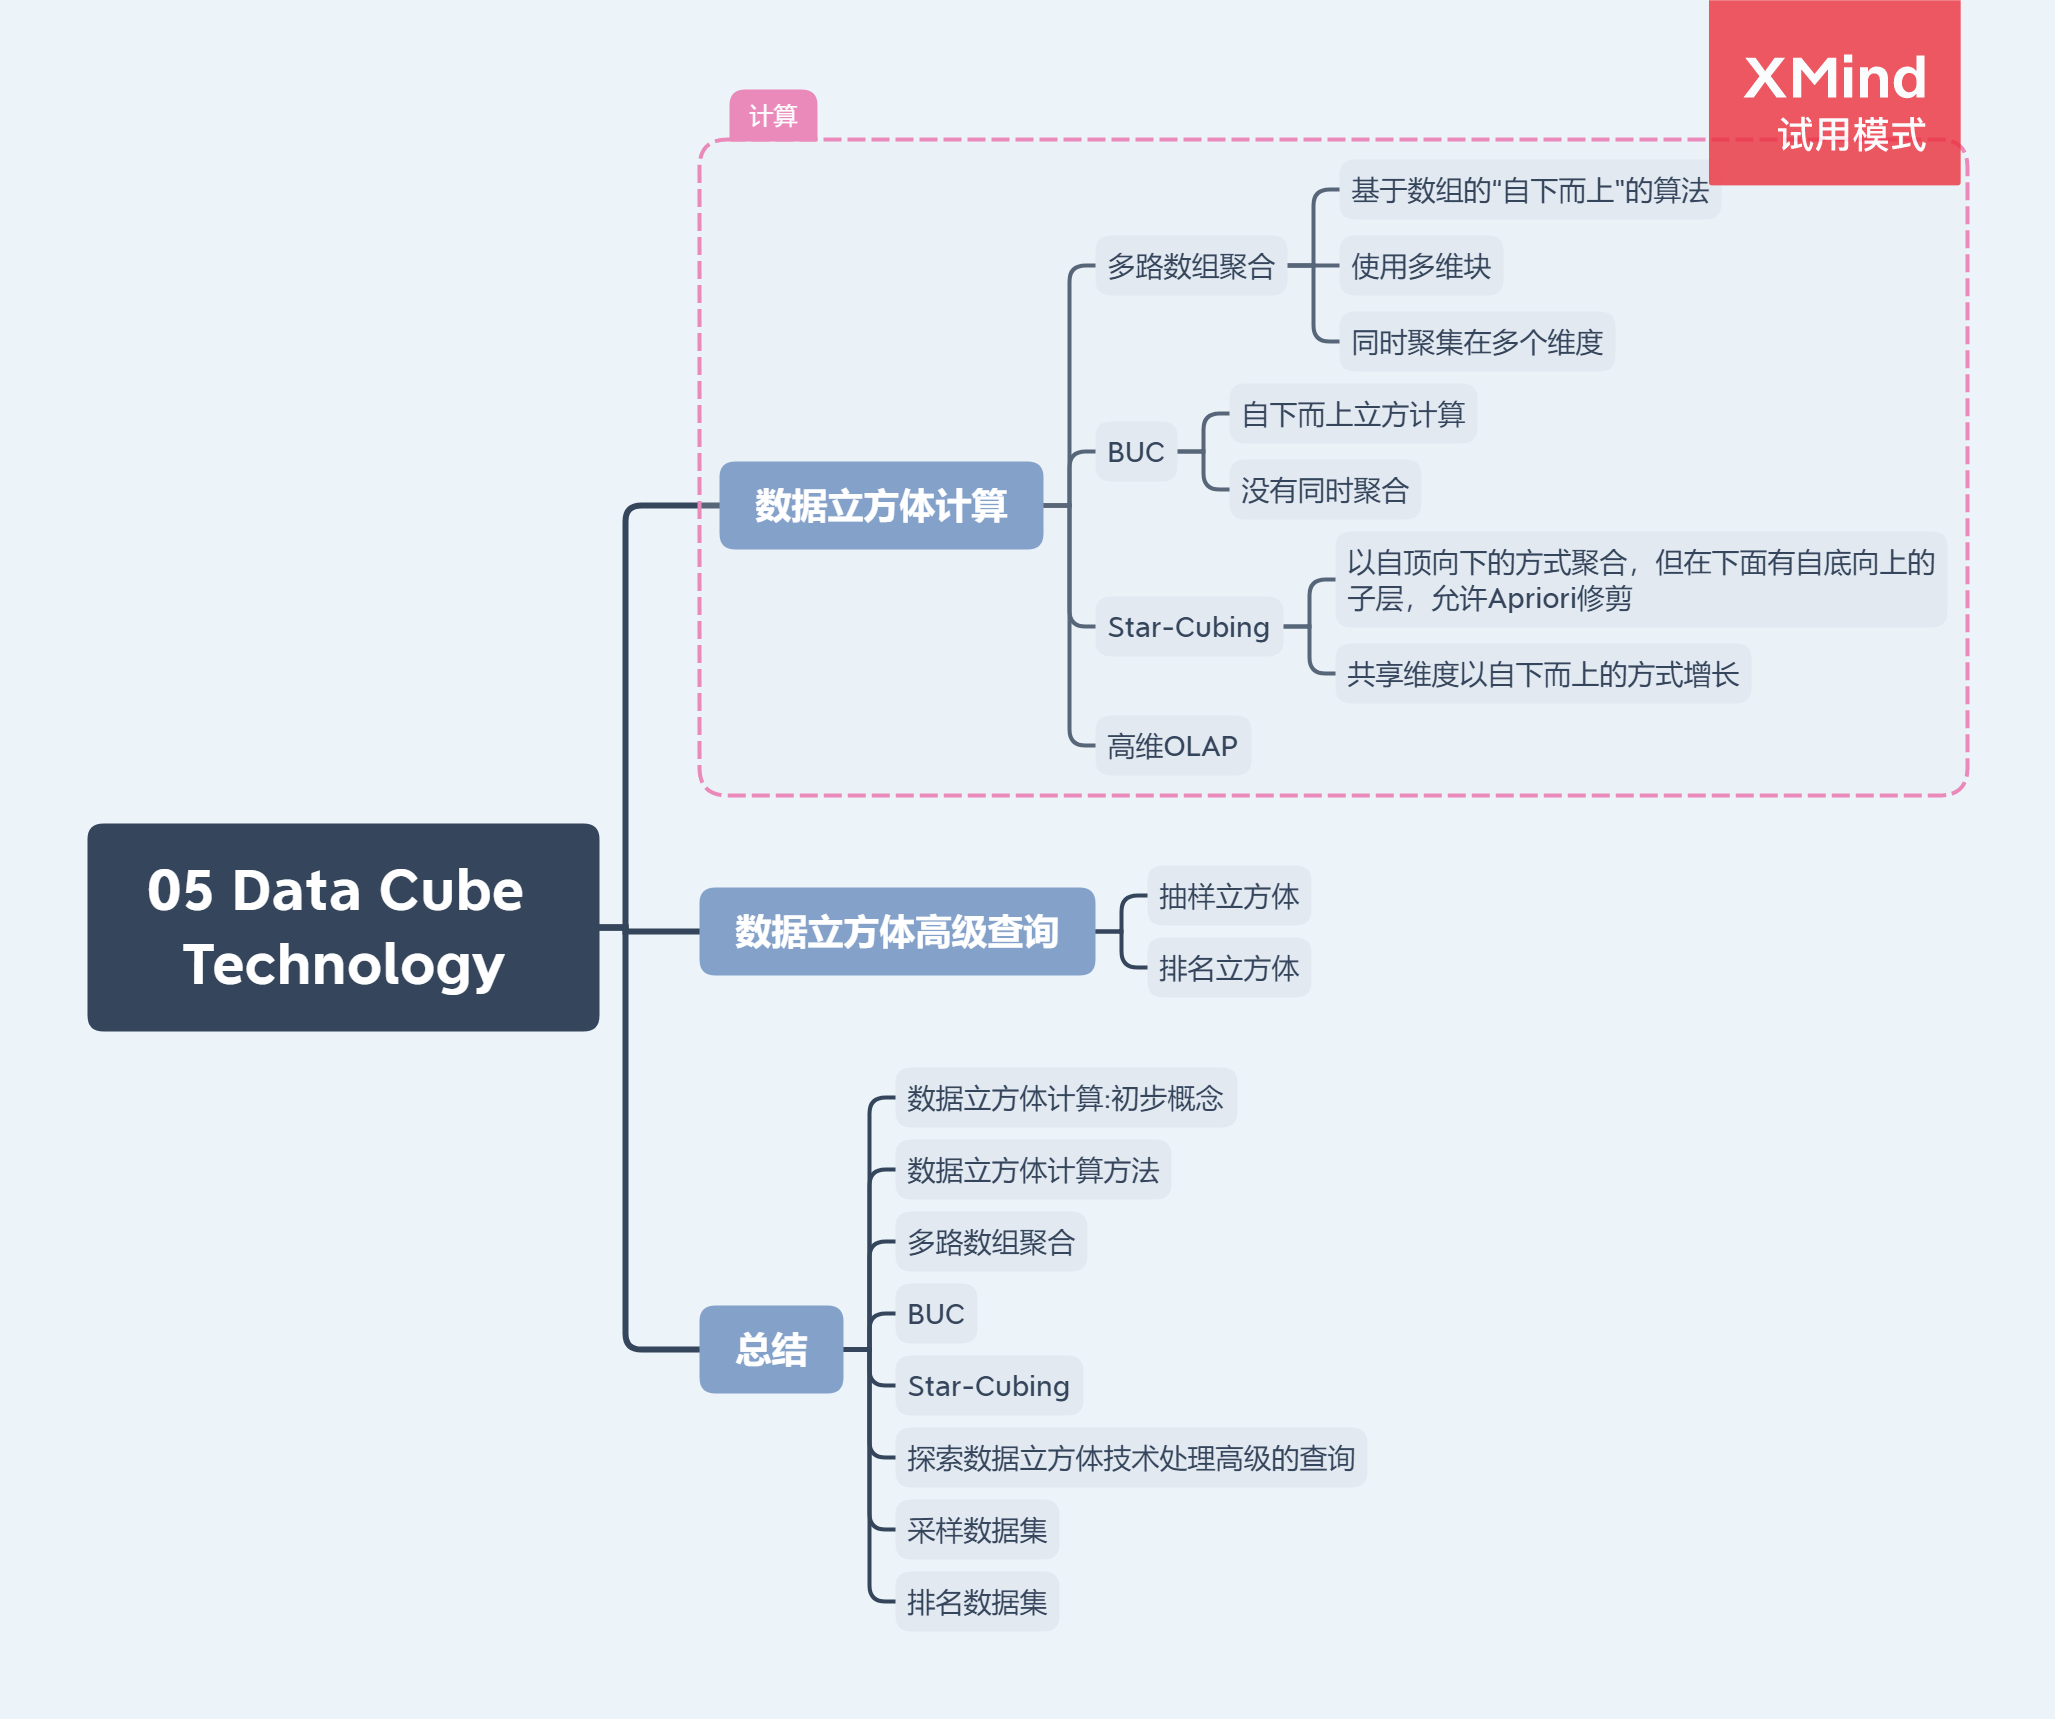 XMind
试用模式
计算
基于数组的“自下而上”的算法
多路数组聚合
使用多维块
同时聚集在多个维度
自下而上立方计算
BUC
没有同时聚合
数据立方体计算
以自顶向下的方式聚合，但在下面有自底向上的
子层，允许Apriori修剪
Star-Cubing
共享维度以自下而上的方式增长
高维OLAP
05 Data Cube
Technology
数据立方体高级查询
抽样立方体
排名立方体
数据立方体计算:初步概念
数据立方体计算方法
多路数组聚合
BUC
总结
Star-Cubing
探索数据立方体技术处理高级的查询
采样数据集
排名数据集